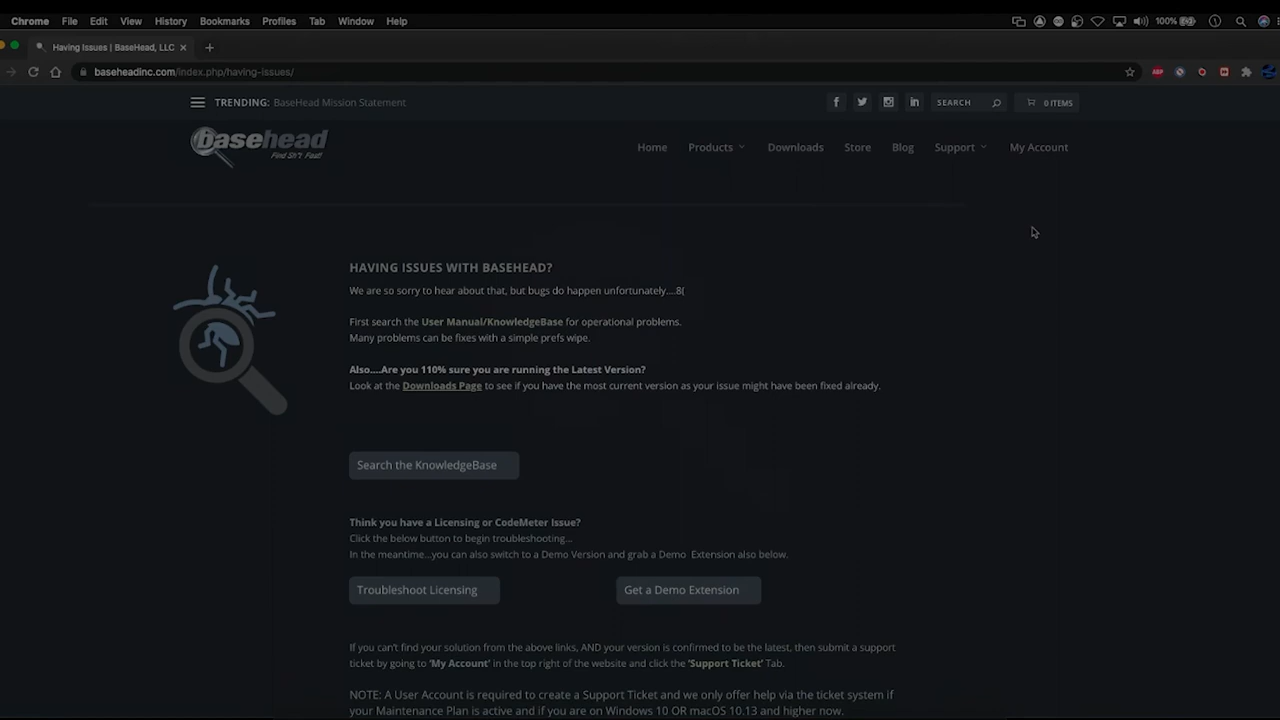 Chrome File Edit View History Bookmarks Profiles Tab Window Help 100%
Having Issues | BaseHead, LLC
baseheadinc.com/index.php/having-issues/
ABP
TRENDING: BaseHead Mission Statement SEARCH 0 ITEMS
basehead
Find Sh*t Fast!
Home Products Downloads Store Blog Support My Account
HAVING ISSUES WITH BASEHEAD?
We are so sorry to hear about that, but bugs do happen unfortunately....8(
First search the User Manual/KnowledgeBase for operational problems.
Many problems can be fixes with a simple prefs wipe.
Also....Are you 110% sure you are running the Latest Version?
Look at the Downloads Page to see if you have the most current version as your issue might have been fixed already.
Search the KnowledgeBase
Think you have a Licensing or CodeMeter Issue?
Click the below button to begin troubleshooting...
In the meantime...you can also switch to a Demo Version and grab a Demo Extension also below.
Troubleshoot Licensing Get a Demo Extension
If you can't find your solution from the above links, AND your version is confirmed to be the latest, then submit a support
ticket by going to 'My Account' in the top right of the website and click the 'Support Ticket' Tab.
NOTE: A User Account is required to create a Support Ticket and we only offer help via the ticket system if
your Maintenance Plan is active and if you are on Windows 10 OR macOS 10.13 and higher now.